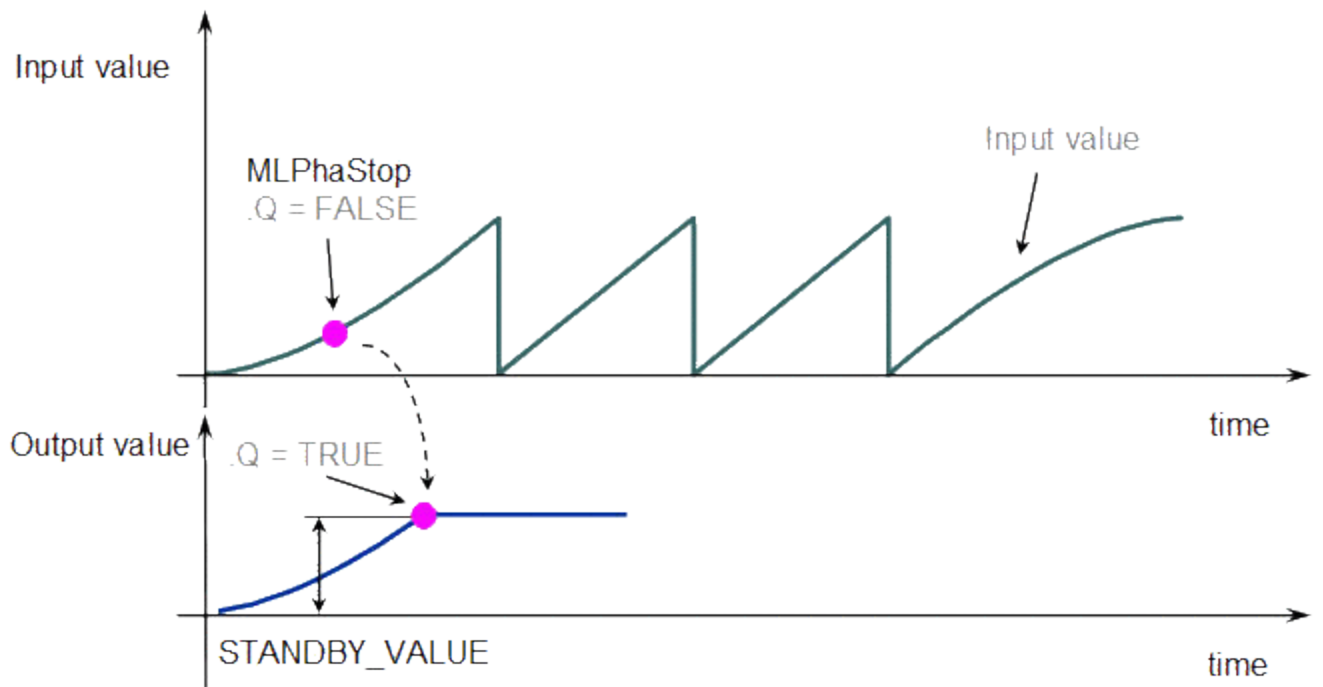 Input value
Input value
MLPhaStop
.Q = FALSE
time
Output value
.Q = TRUE
STANDBY_VALUE
time